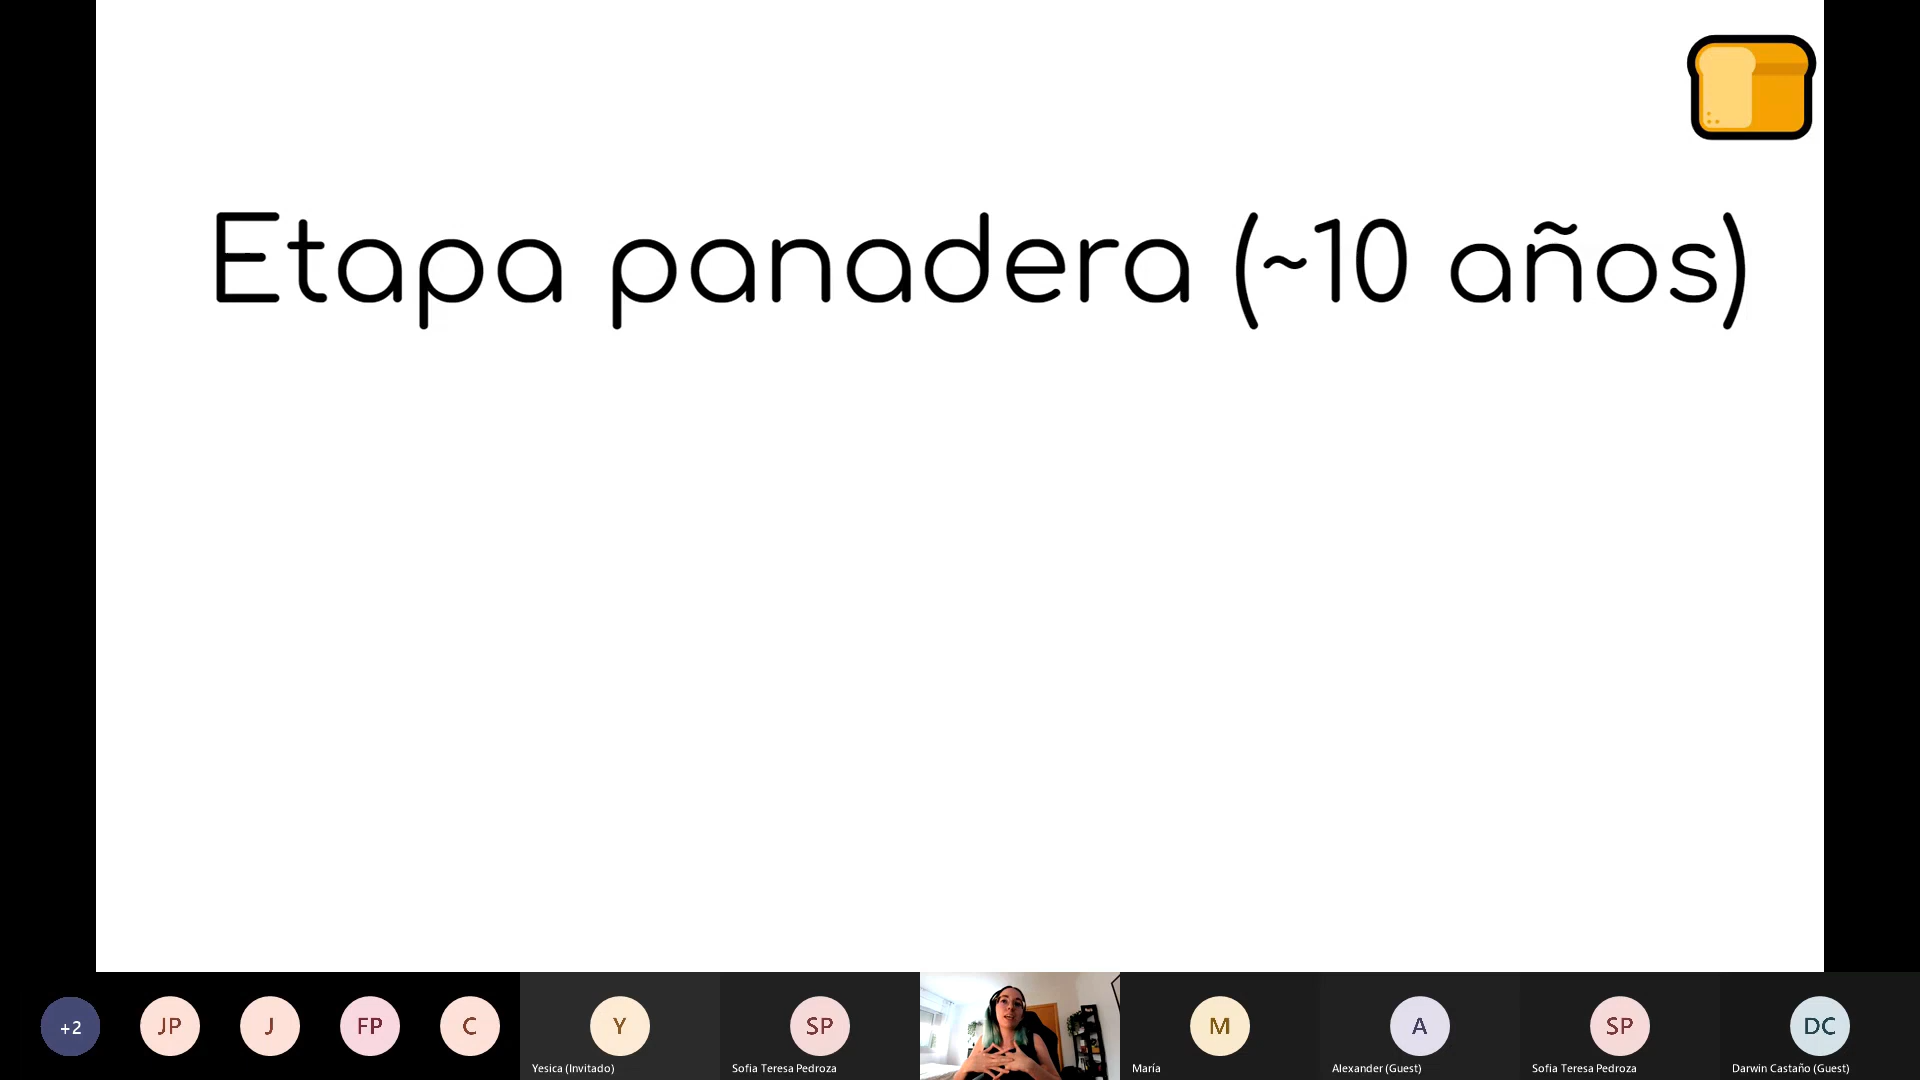 Etapa panadera (~10 años)
+2
JP
J
FP
C
Y
Yesica (Invitado)
SP
Sofia Teresa Pedroza
M
María
A
Alexander (Guest)
SP
Sofia Teresa Pedroza
DC
Darwin Castaño (Guest)